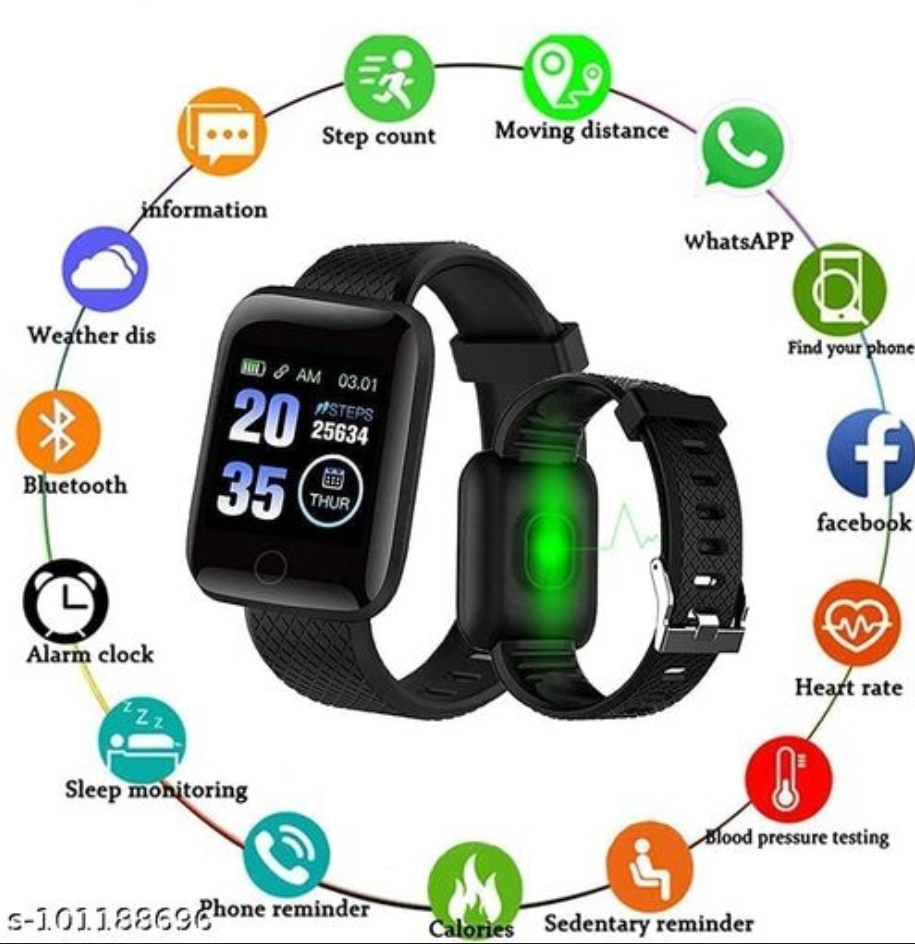 Step count
Moving distance
information
WhatsAPP
Weather dis
Find your phone
AM 03.01
20
STEPS
25634
35
THUR
Bluetooth
facebook
Alarm clock
Heart rate
Sleep monitoring
Blood pressure testing
Phone reminder
Calories
Sedentary reminder
s-101188696
z Z z